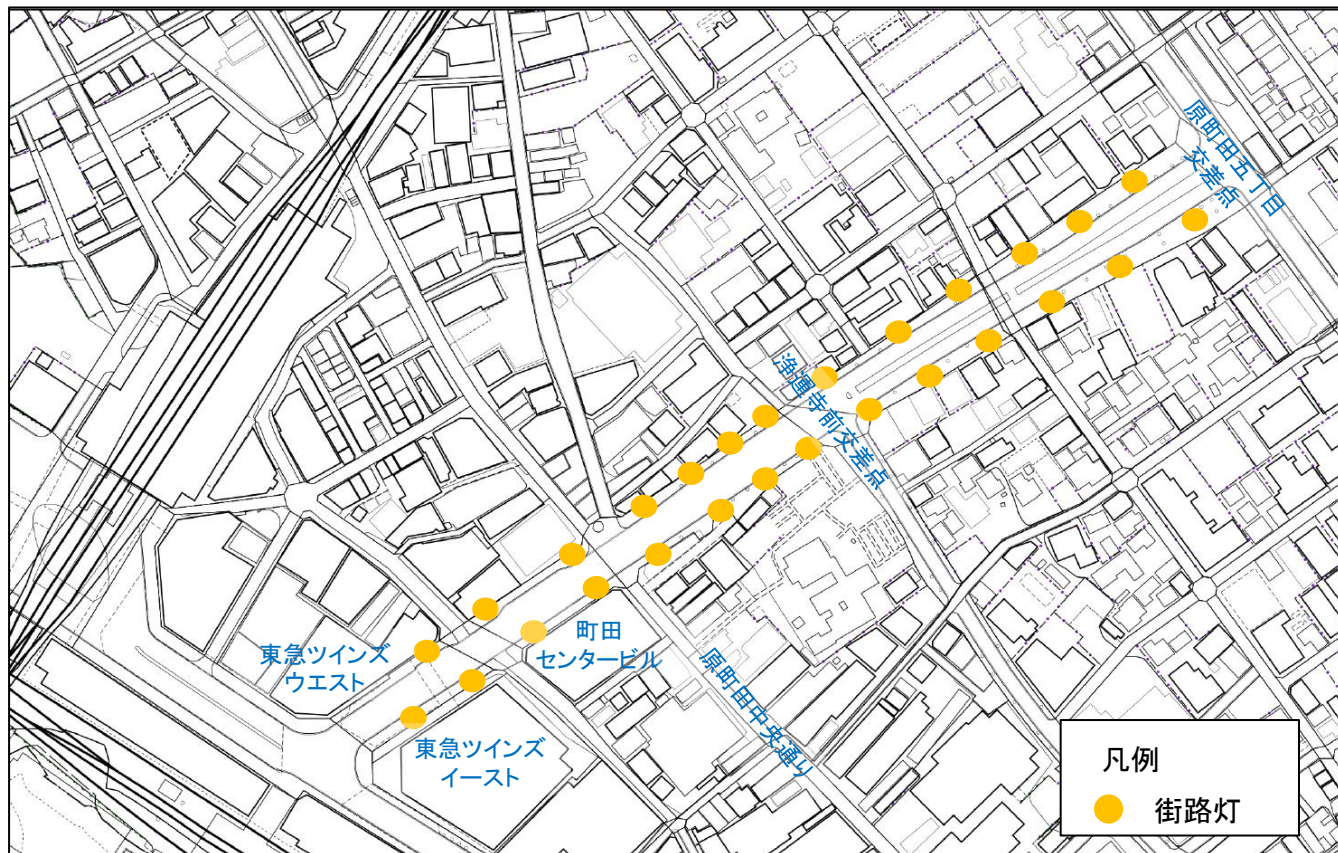 原町田五丁目
交差点
浄運寺前交差点
町田
センタービル
東急ツインズ
ウエスト
原町田中央通り
東急ツインズ
イースト
凡例
街路灯